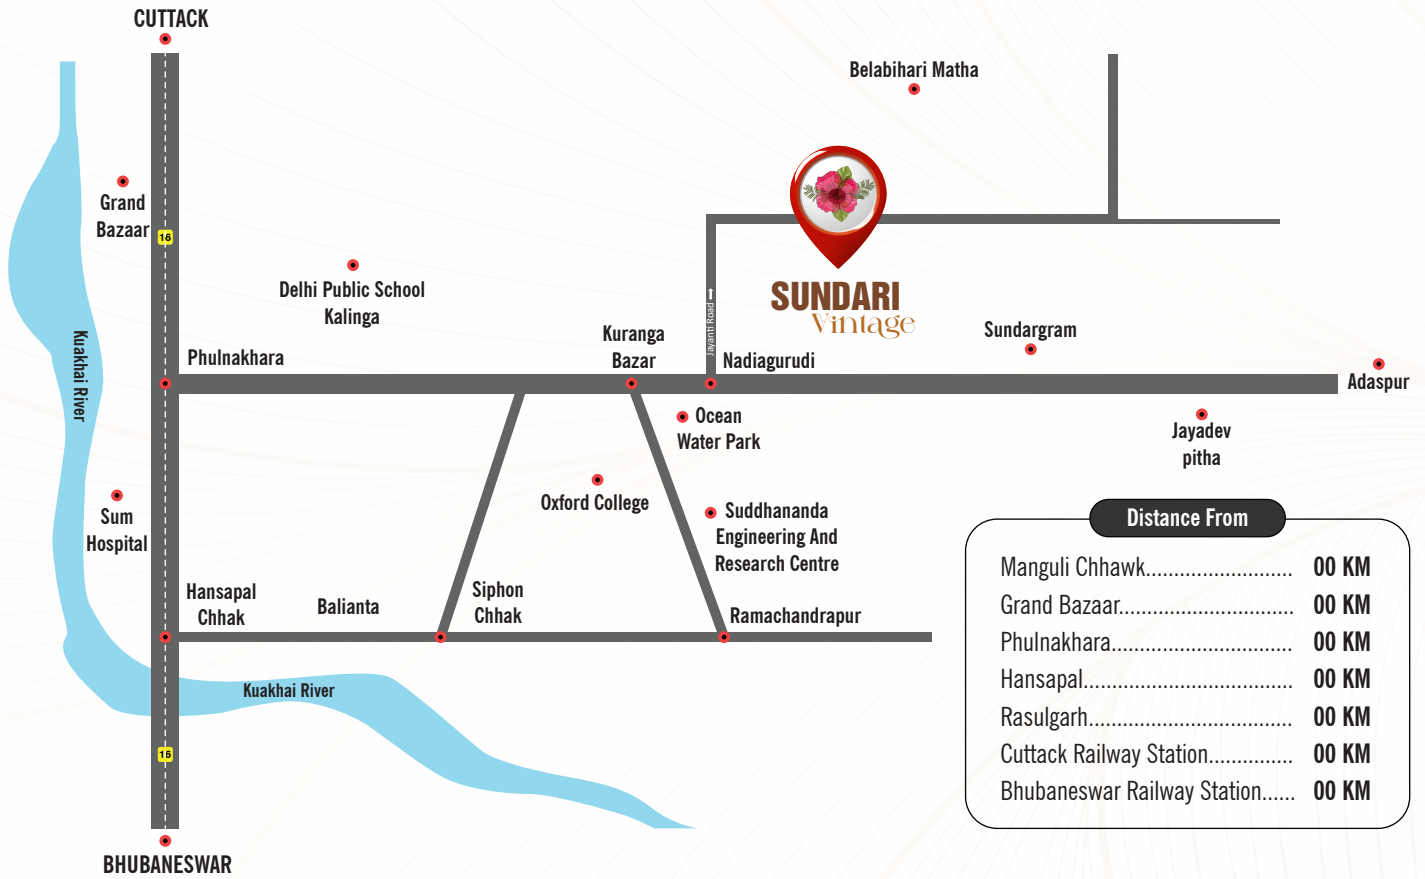 CUTTACK
Belabihari Matha
Grand
Bazaar
16
Delhi Public School
Kalinga
SUNDARI
Vintage
Jayanti Road
Kuakhai River
Phulnakhara
Kuranga
Bazar
Nadiagurudi
Sundargram
Adaspur
Ocean
Water Park
Jayadev
pitha
Oxford College
Sum
Hospital
Suddhananda
Engineering And
Research Centre
Hansapal
Chhak
Balianta
Siphon
Chhak
Ramachandrapur
Kuakhai River
16
BHUBANESWAR
Distance From
Manguli Chhawk.......................... 00 KM
Grand Bazaar............................... 00 KM
Phulnakhara................................ 00 KM
Hansapal..................................... 00 KM
Rasulgarh.................................... 00 KM
Cuttack Railway Station............... 00 KM
Bhubaneswar Railway Station...... 00 KM